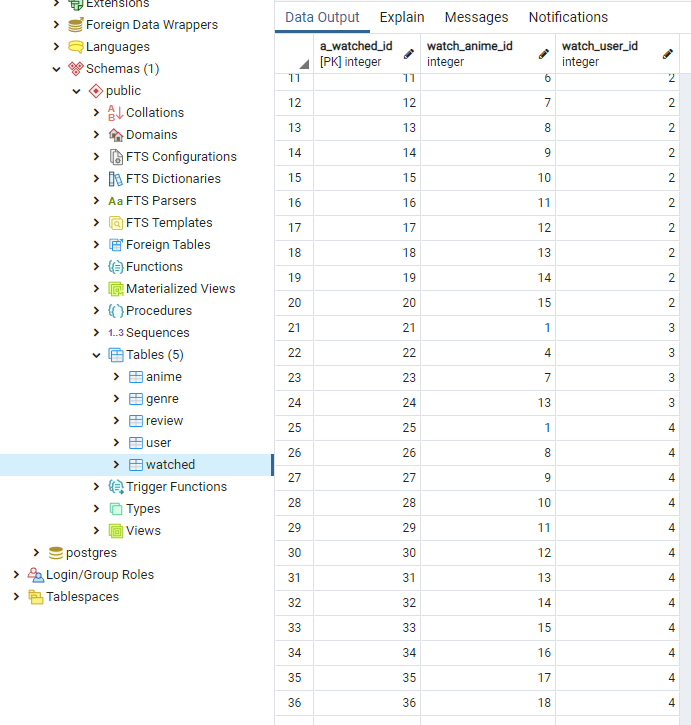 Extensions
Foreign Data Wrappers
Languages
Schemas (1)
public
Collations
Domains
FTS Configurations
FTS Dictionaries
Aa FTS Parsers
FTS Templates
Foreign Tables
Functions
Materialized Views
Procedures
1..3 Sequences
Tables (5)
anime
genre
review
user
watched
Trigger Functions
Types
Views
postgres
Login/Group Roles
Tablespaces
Data Output Explain Messages Notifications
a_watched_id watch_anime_id watch_user_id
[PK] integer integer integer
11 11 6 2
12 12 7 2
13 13 8 2
14 14 9 2
15 15 10 2
16 16 11 2
17 17 12 2
18 18 13 2
19 19 14 2
20 20 15 2
21 21 1 3
22 22 4 3
23 23 7 3
24 24 13 3
25 25 1 4
26 26 8 4
27 27 9 4
28 28 10 4
29 29 11 4
30 30 12 4
31 31 13 4
32 32 14 4
33 33 15 4
34 34 16 4
35 35 17 4
36 36 18 4